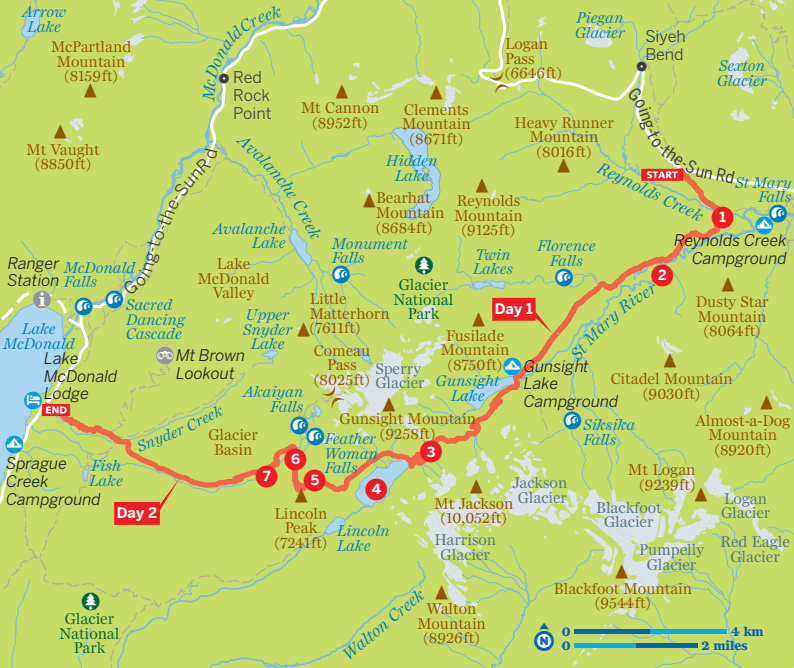 Arrow
Lake
McPartland
Mountain
(8159ft)
Mt Vaught
(8850ft)
McDonald Creek
Red
Rock
Point
Going-to-the-SunRd
Mt Cannon
(8952ft)
Clements
Mountain
(8671ft)
Logan
Pass
(6646ft)
Piegan
Glacier
Siyeh
Bend
Sexton
Glacier
Heavy Runner
Mountain
(8016ft)
Going-to-the-Sun Rd
START
Reynolds Creek
St Mary
Falls
1
Reynolds Creek
Campground
2
Hidden
Lake
Avalanche Creek
Bearhat
Mountain
(8684ft)
Reynolds
Mountain
(9125ft)
Avalanche
Lake
Monument
Falls
Twin
Lakes
Florence
Falls
Glacier
National
Park
Ranger
Station
McDonald
Falls
Sacred
Dancing
Cascade
Lake
McDonald
Valley
Lake
McDonald
Little
Matterhorn
(7611ft)
Upper
Snyder
Lake
Day 1
St Mary River
Dusty Star
Mountain
(8064ft)
Fusilade
Mountain
(8750ft)
Comeau
Pass
(8025ft)
Sperry
Glacier
Gunsight
Lake
Gunsight
Lake
Campground
Citadel Mountain
(9030ft)
Mt Brown
Lookout
Lake
McDonald
Lodge
END
Akaiyan
Falls
Gunsight Mountain
(9258ft)
Siksika
Falls
Almost-a-Dog
Mountain
(8920ft)
Snyder Creek
Glacier
Basin
Feather
Woman
Falls
3
6
7
5
4
Sprague
Creek
Campground
Fish
Lake
Day 2
Lincoln
Peak
(7241ft)
Lincoln
Lake
Mt Jackson
(10,052ft)
Jackson
Glacier
Mt Logan
(9239ft)
Logan
Glacier
Blackfoot
Glacier
Harrison
Glacier
Pumpelly
Glacier
Red Eagle
Glacier
Blackfoot Mountain
(9544ft)
Glacier
National
Park
Walton Creek
Walton
Mountain
(8926ft)
N
0 4 km
0 2 miles